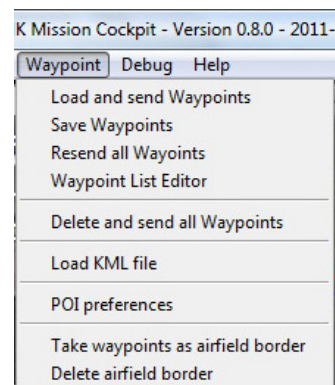 K Mission Cockpit - Version 0.8.0 - 2011-
Waypoint Debug Help
Load and send Waypoints
Save Waypoints
Resend all Wayoints
Waypoint List Editor
Delete and send all Waypoints
Load KML file
POI preferences
Take waypoints as airfield border
Delete airfield border